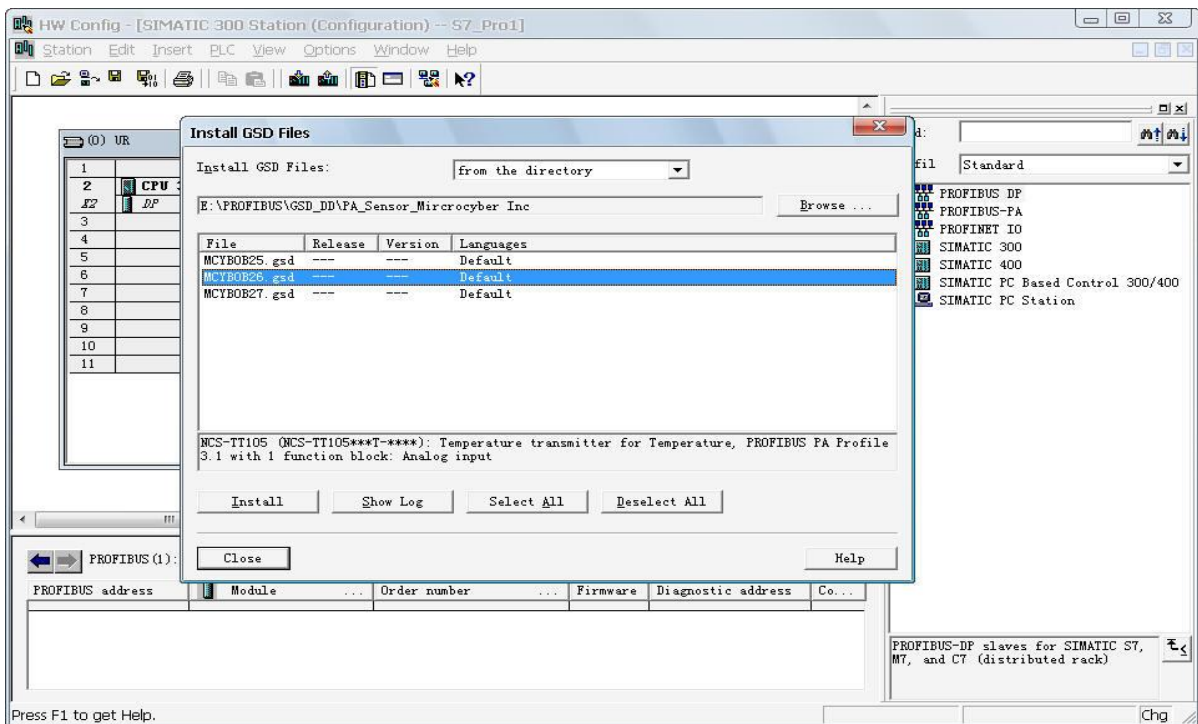 HW Config - [SIMATIC 300 Station (Configuration) -- S7_Pro1]
Station Edit Insert PLC View Options Window Help
(0) UR
1
2 CPU 3
X2 DP
3
4
5
6
7
8
9
10
11
Install GSD Files
Install GSD Files: from the directory
E:\PROFIBUS\GSD_DD\PA_Sensor_Mircrocyber Inc Browse ...
File Release Version Languages
MCYB0B25.gsd --- --- Default
MCYB0B26.gsd --- --- Default
MCYB0B27.gsd --- --- Default
NCS-TT105 (NCS-TT105***T-****): Temperature transmitter for Temperature, PROFIBUS PA Profile
3.1 with 1 function block: Analog input
Install Show Log Select All Deselect All
Close Help
d:
fil Standard
PROFIBUS DP
PROFIBUS-PA
PROFINET IO
SIMATIC 300
SIMATIC 400
SIMATIC PC Based Control 300/400
SIMATIC PC Station
PROFIBUS(1):
PROFIBUS address Module ... Order number ... Firmware Diagnostic address Co...
PROFIBUS-DP slaves for SIMATIC S7,
M7, and C7 (distributed rack)
Press F1 to get Help. Chg